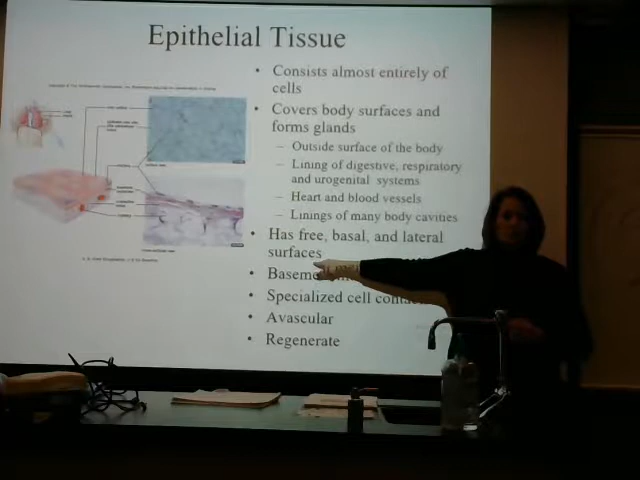 Epithelial Tissue
• Consists almost entirely of
cells
• Covers body surfaces and
forms glands
– Outside surface of the body
– Lining of digestive, respiratory
and urogenital systems
– Heart and blood vessels
– Linings of many body cavities
• Has free, basal, and lateral
surfaces
•
• Specialized cell
• Avascular
• Regenerate